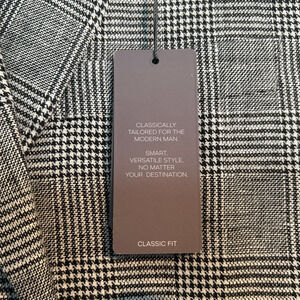 CLASSICALLY
TAILORED FOR THE
MODERN MAN.
SMART,
VERSATILE STYLE,
NO MATTER
YOUR DESTINATION.
CLASSIC FIT